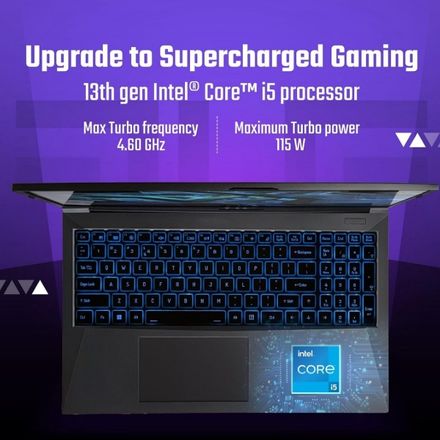 Upgrade to Supercharged Gaming
13th gen Intel® Core™ i5 processor
Max Turbo frequency
4.60 GHz
Maximum Turbo power
115 W
Q W E R T Y U I O P
A S D F G H J K L
Z X C V B N M
intel
CORE
i5